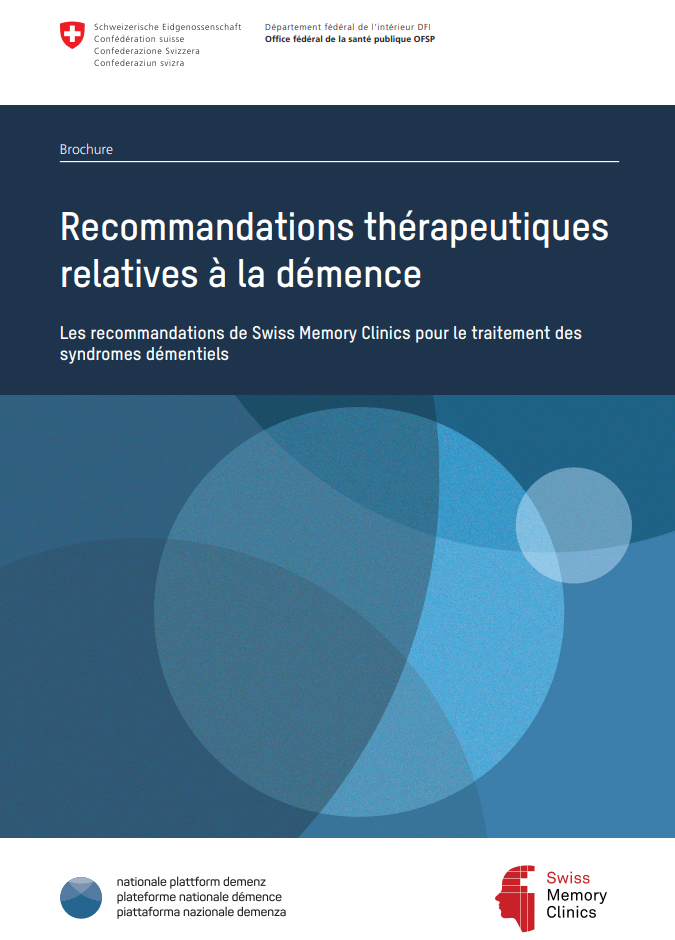 Schweizerische Eidgenossenschaft
Confédération suisse
Confederazione Svizzera
Confederaziun svizra
Département fédéral de l'intérieur DFI
Office fédéral de la santé publique OFSP
Brochure
Recommandations thérapeutiques
relatives à la démence
Les recommandations de Swiss Memory Clinics pour le traitement des
syndromes démentiels
nationale plattform demenz
plateforme nationale démence
piattaforma nazionale demenza
Swiss
Memory
Clinics